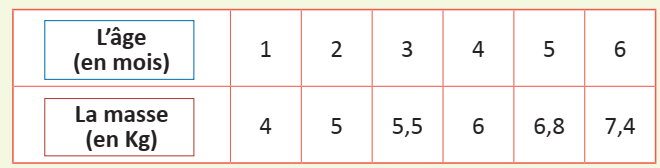 L’âge
(en mois) 1 2 3 4 5 6
La masse
(en Kg) 4 5 5,5 6 6,8 7,4